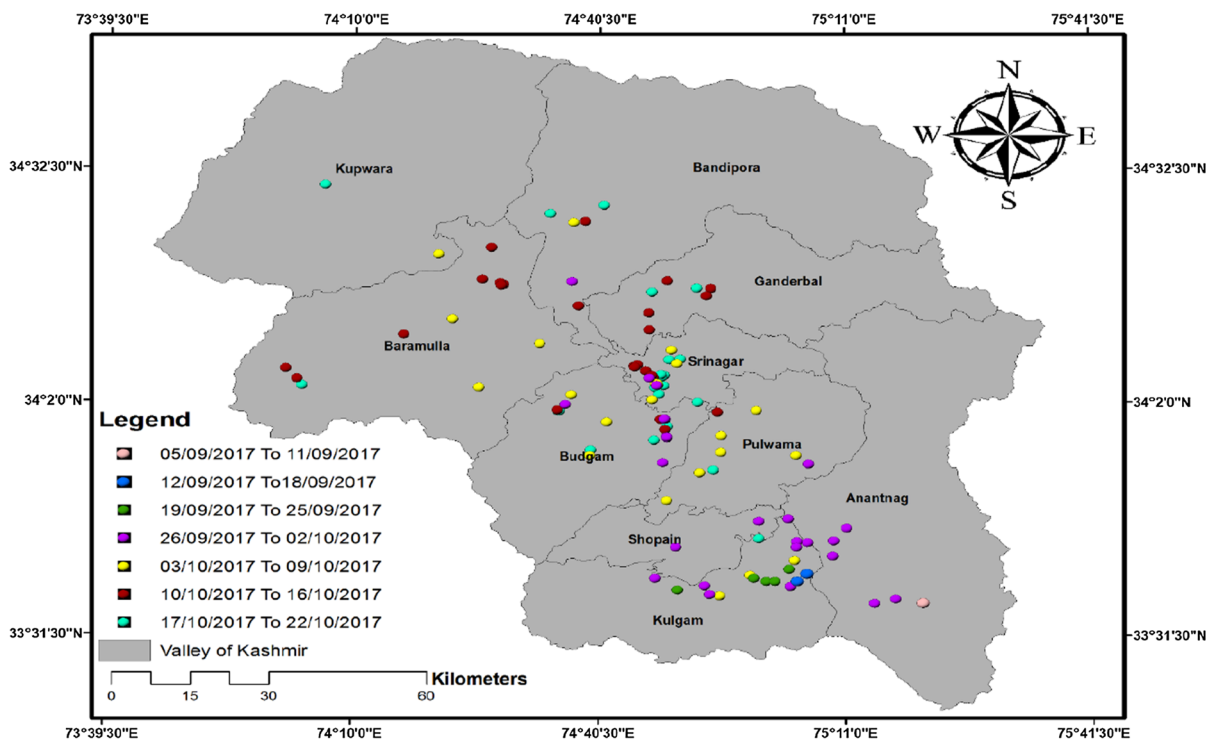 73°39'30"E 74°10'0"E 74°40'30"E 75°11'0"E 75°41'30"E
N
W E
S
34°32'30"N 34°32'30"N
Kupwara
Bandipora
Ganderbal
Baramulla
Srinagar
34°2'0"N 34°2'0"N
Legend
Pulwama
Budgam
05/09/2017 To 11/09/2017
12/09/2017 To18/09/2017
Anantnag
19/09/2017 To 25/09/2017
26/09/2017 To 02/10/2017
Shopain
03/10/2017 To 09/10/2017
10/10/2017 To 16/10/2017
17/10/2017 To 22/10/2017
Kulgam
33°31'30"N 33°31'30"N
Valley of Kashmir
Kilometers
0 15 30 60
73°39'30"E 74°10'0"E 74°40'30"E 75°11'0"E 75°41'30"E